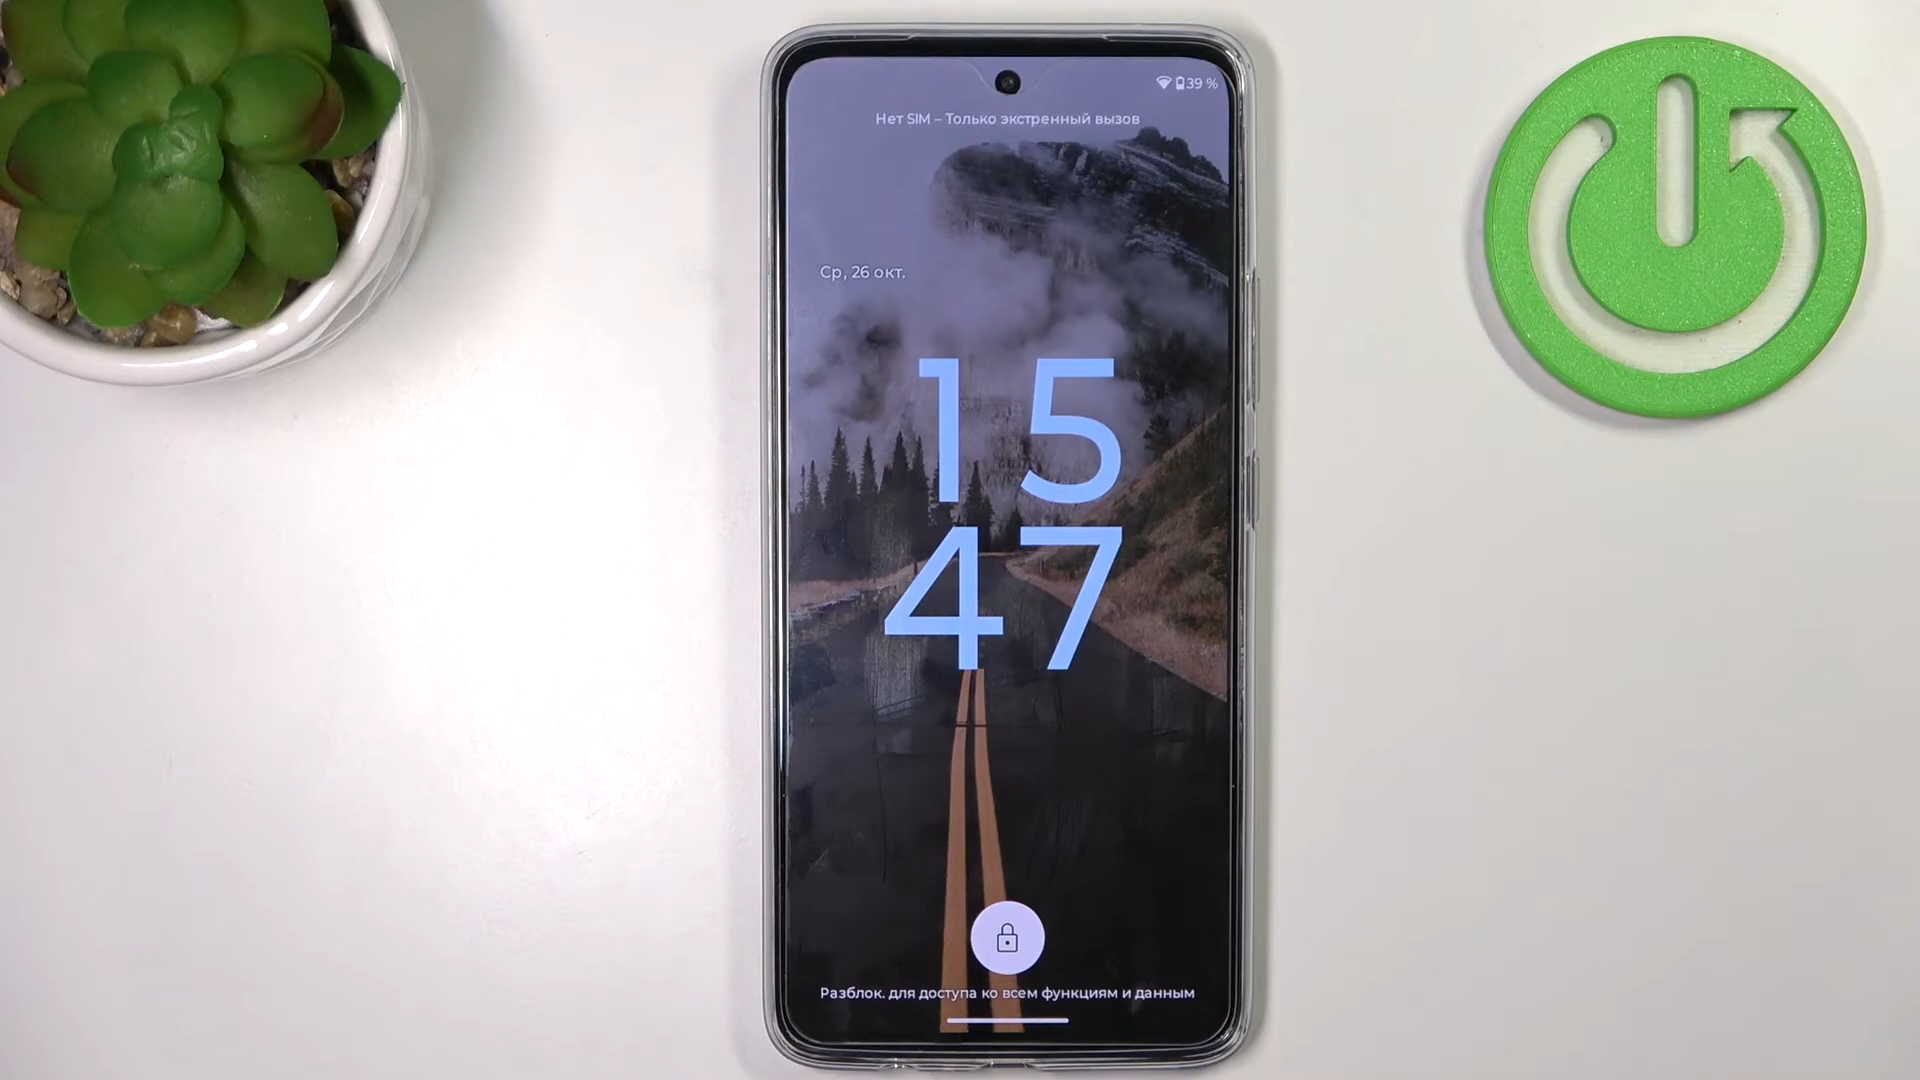 39 %
Нет SIM – Только экстренный вызов
Ср, 26 окт.
15
47
Разблок. для доступа ко всем функциям и данным